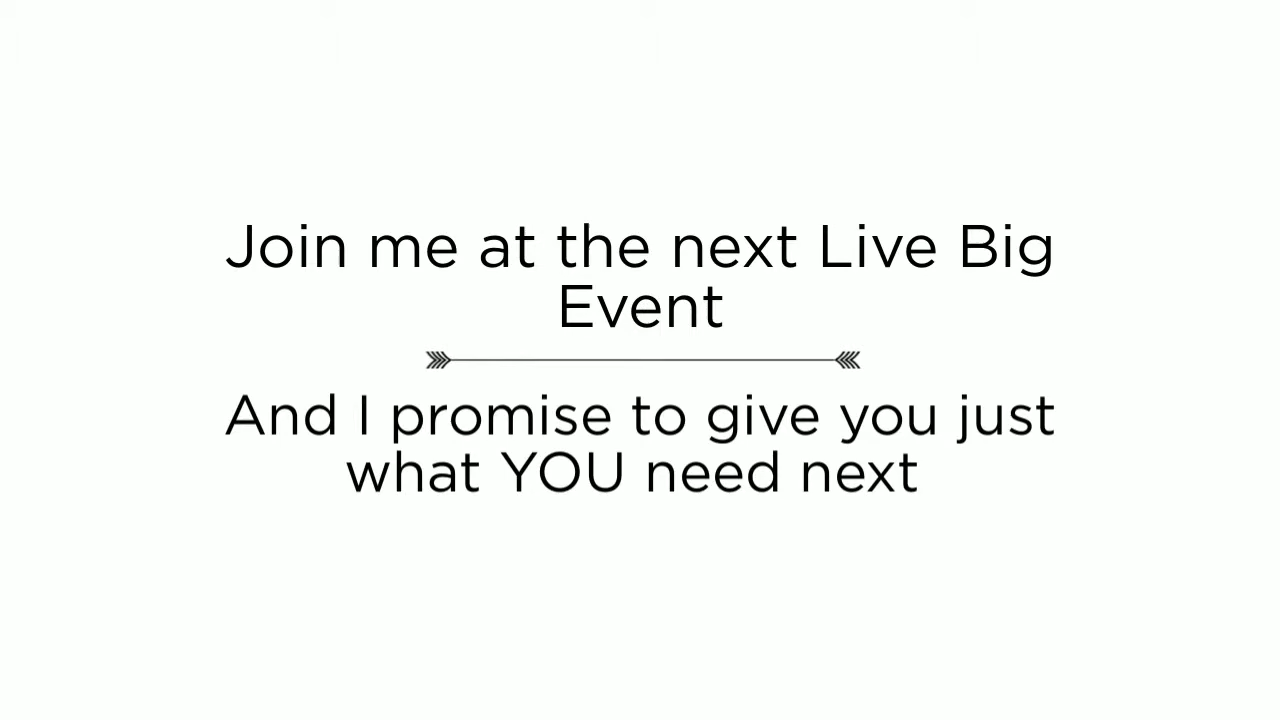 Join me at the next Live Big
Event
And I promise to give you just
what YOU need next